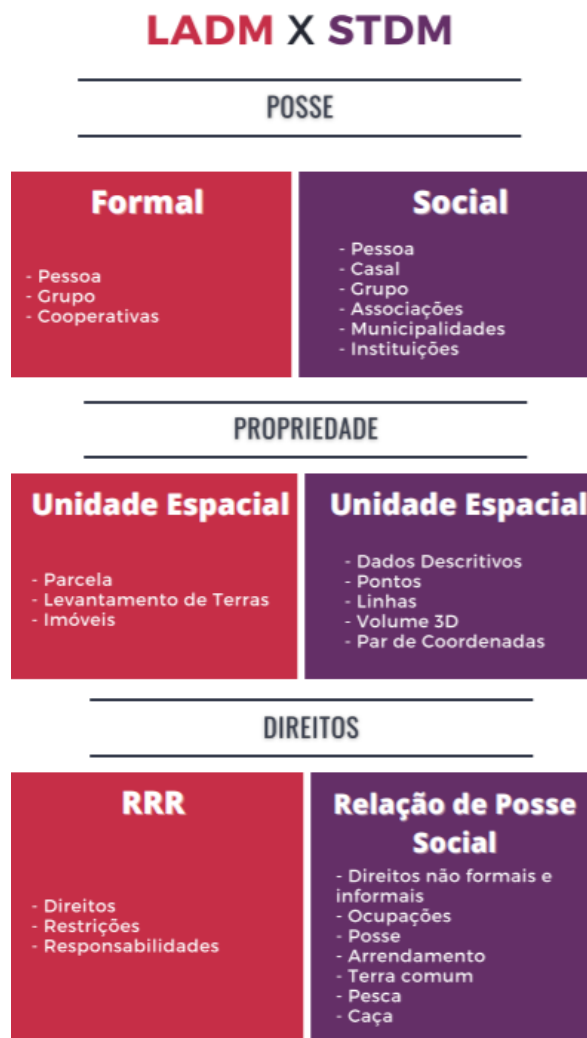 LADM X STDM
POSSE
Formal
- Pessoa
- Grupo
- Cooperativas
Social
- Pessoa
- Casal
- Grupo
- Associações
- Municipalidades
- Instituições
PROPRIEDADE
Unidade Espacial
- Parcela
- Levantamento de Terras
- Imóveis
Unidade Espacial
- Dados Descritivos
- Pontos
- Linhas
- Volume 3D
- Par de Coordenadas
DIREITOS
RRR
- Direitos
- Restrições
- Responsabilidades
Relação de Posse
Social
- Direitos não formais e
informais
- Ocupações
- Posse
- Arrendamento
- Terra comum
- Pesca
- Caça